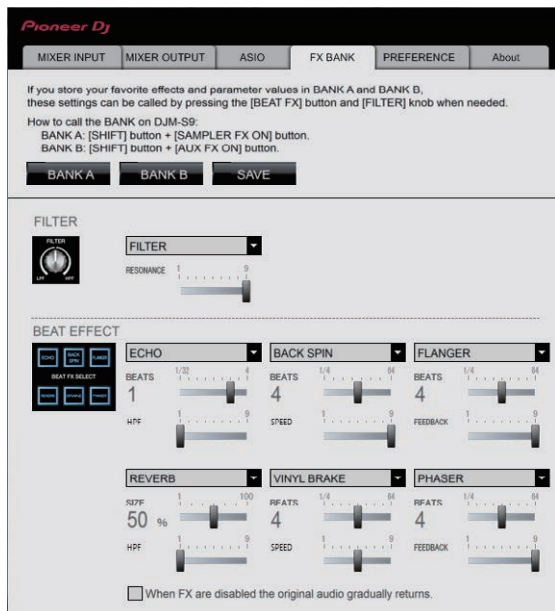 Pioneer Dj
MIXER INPUT MIXER OUTPUT ASIO FX BANK PREFERENCE About
If you store your favorite effects and parameter values in BANK A and BANK B,
these settings can be called by pressing the [BEAT FX] button and [FILTER] knob when needed.
How to call the BANK on DJM-S9:
BANK A: [SHIFT] button + [SAMPLER FX ON] button.
BANK B: [SHIFT] button + [AUX FX ON] button.
BANK A BANK B SAVE
FILTER
FILTER
LPF HPF
FILTER
RESONANCE 1 9
BEAT EFFECT
ECHO BACK SPIN FLANGER
BEAT FX SELECT
REVERB V.BRAKE PHASER
ECHO BACK SPIN FLANGER
BEATS 1/32 4 BEATS 1/4 64 BEATS 1/4 64
1 4 4
HPF 1 9 SPEED 1 9 FEEDBACK 1 9
REVERB VINYL BRAKE PHASER
SIZE 1 100 BEATS 1/4 64 BEATS 1/4 64
50 % 4 4
HPF 1 9 SPEED 1 9 FEEDBACK 1 9
When FX are disabled the original audio gradually returns.